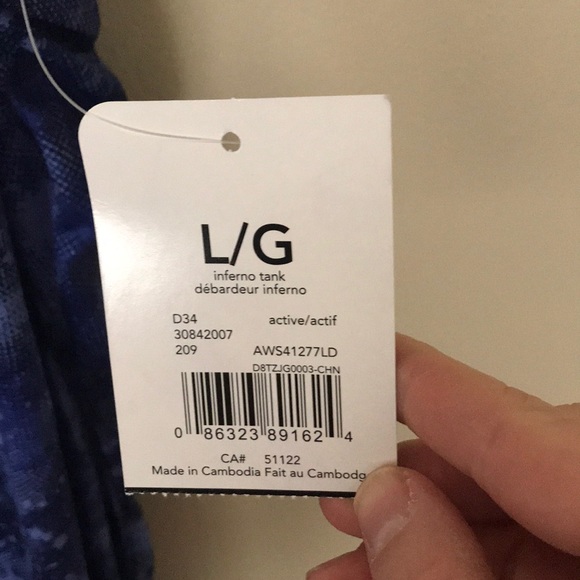 L/G
inferno tank
débardeur inferno
D34 active/actif
30842007
209 AWS41277LD
D8TZJG0003-CHN
0 86323 89162 4
CA# 51122
Made in Cambodia Fait au Cambodg